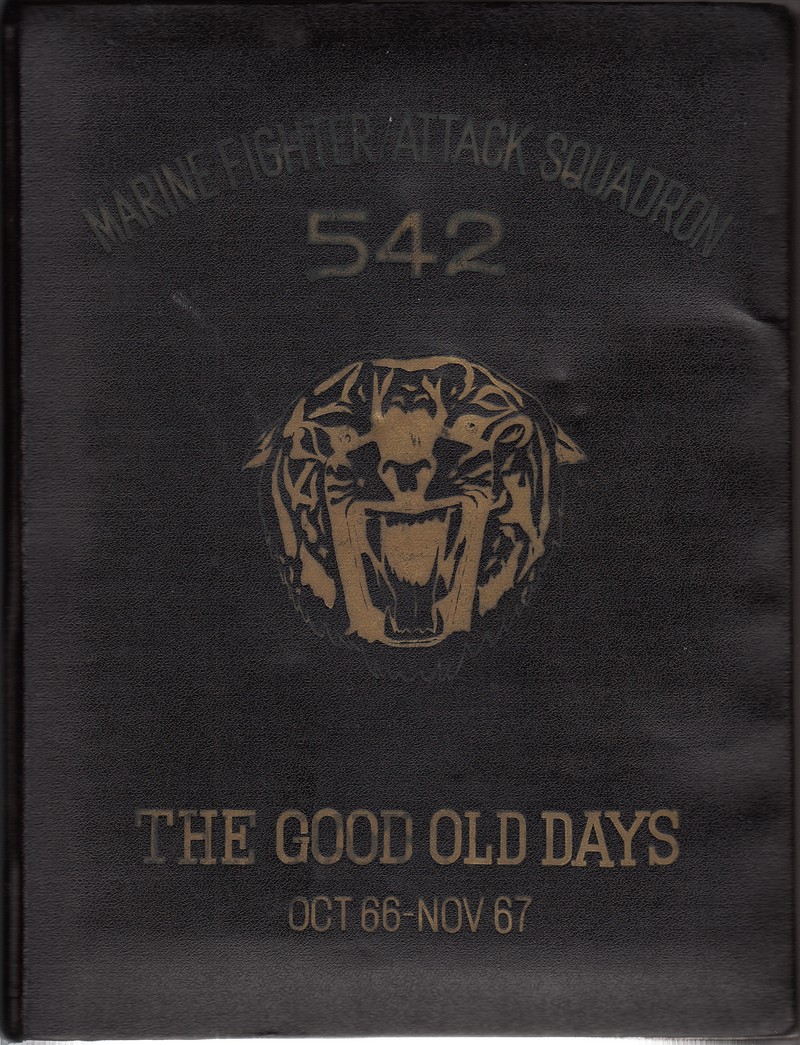 MARINE FIGHTER/ATTACK SQUADRON
542
THE GOOD OLD DAYS
OCT 66-NOV 67